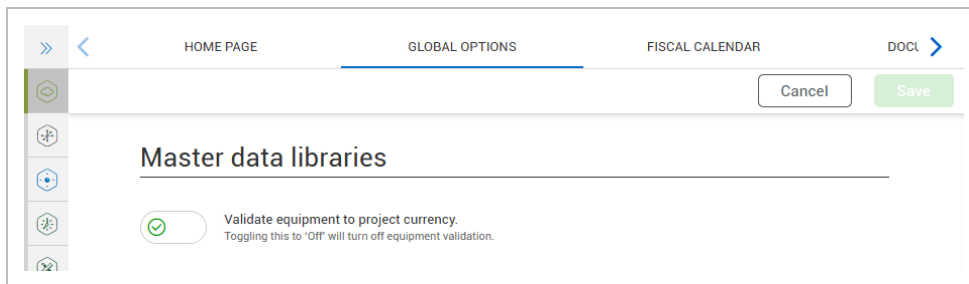 HOME PAGE
GLOBAL OPTIONS
FISCAL CALENDAR
DOCU
Cancel
Save
Master data libraries
Validate equipment to project currency.
Toggling this to 'Off' will turn off equipment validation.